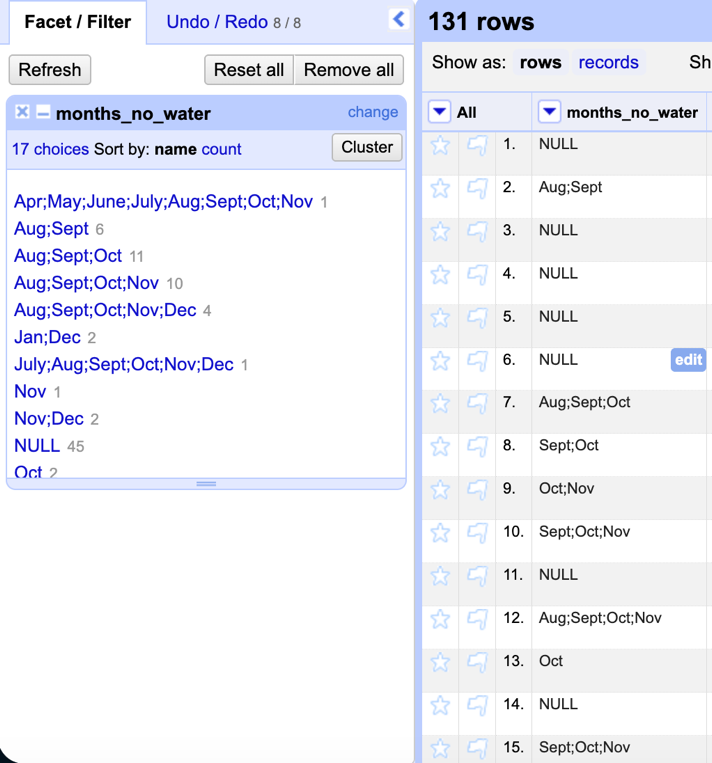 Facet / Filter Undo / Redo 8 / 8
Refresh Reset all Remove all
months_no_water change
17 choices Sort by: name count Cluster
Apr;May;June;July;Aug;Sept;Oct;Nov 1
Aug;Sept 6
Aug;Sept;Oct 11
Aug;Sept;Oct;Nov 10
Aug;Sept;Oct;Nov;Dec 4
Jan;Dec 2
July;Aug;Sept;Oct;Nov;Dec 1
Nov 1
Nov;Dec 2
NULL 45
Oct 2
131 rows
Show as: rows records Sh
All months_no_water
1. NULL
2. Aug;Sept
3. NULL
4. NULL
5. NULL
6. NULL edit
7. Aug;Sept;Oct
8. Sept;Oct
9. Oct;Nov
10. Sept;Oct;Nov
11. NULL
12. Aug;Sept;Oct;Nov
13. Oct
14. NULL
15. Sept;Oct;Nov